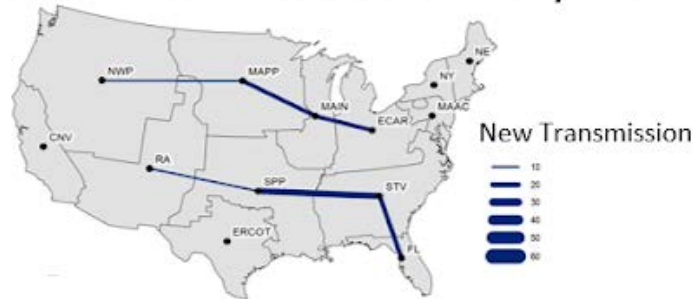 NE
NWP
MAPP
NY
MAIN
MAAC
ECAR
CNV
RA
SPP
STV
ERCOT
FL
New Transmission
10
20
30
40
50
60